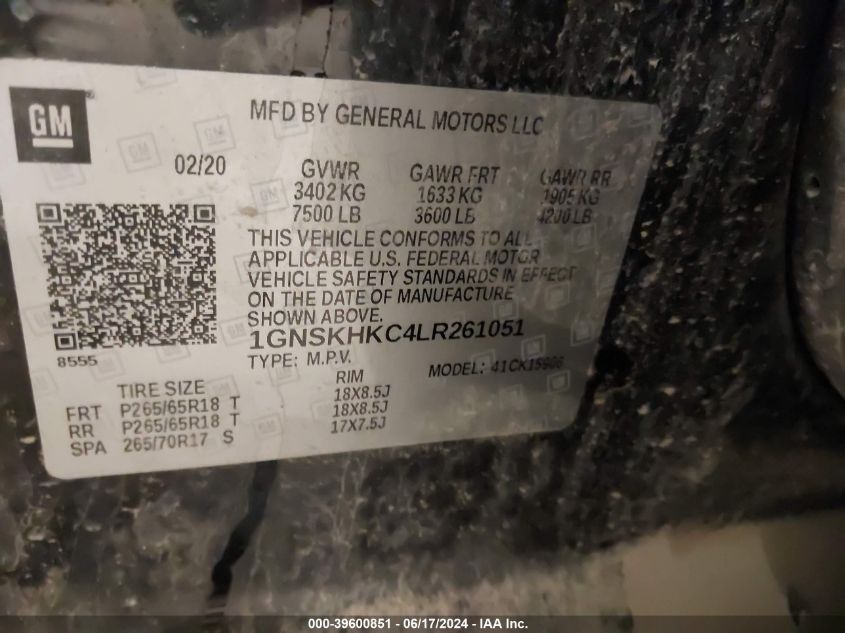 GM
MFD BY GENERAL MOTORS LLC
02/20
GVWR GAWR FRT GAWR RR
3402 KG 1633 KG 1905 KG
7500 LB 3600 LB 4200 LB
THIS VEHICLE CONFORMS TO ALL
APPLICABLE U.S. FEDERAL MOTOR
VEHICLE SAFETY STANDARDS IN EFFECT
ON THE DATE OF MANUFACTURE
SHOWN ABOVE.
1GNSKHKC4LR261051
8555
TYPE: M.P.V. MODEL: 41CK15906
TIRE SIZE RIM
FRT P265/65R18 T 18X8.5J
RR P265/65R18 T 18X8.5J
SPA 265/70R17 S 17X7.5J
000-39600851 - 06/17/2024 - IAA Inc.